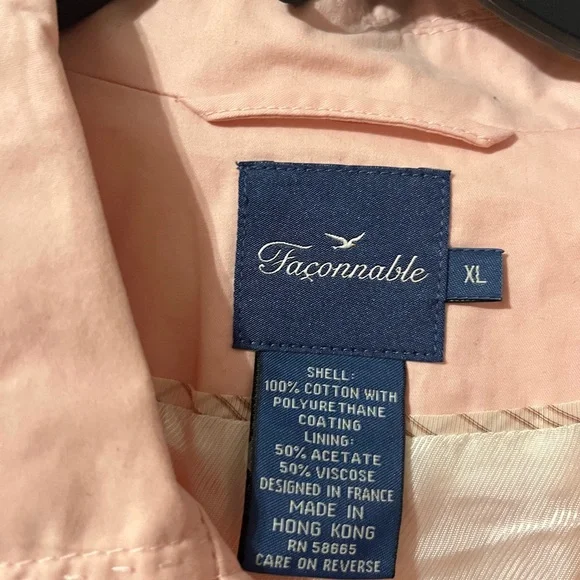 Façonnable
XL
SHELL:
100% COTTON WITH
POLYURETHANE
COATING
LINING:
50% ACETATE
50% VISCOSE
DESIGNED IN FRANCE
MADE IN
HONG KONG
RN 58665
CARE ON REVERSE